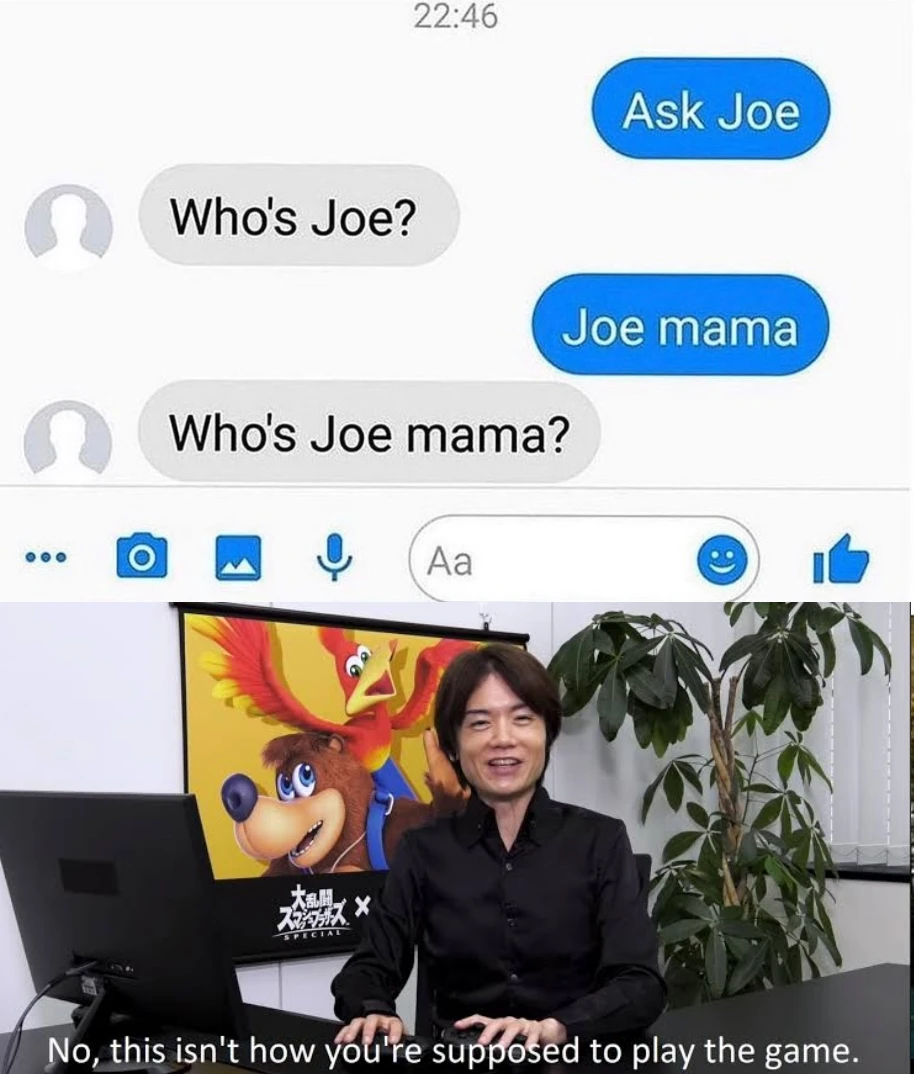 22:46
Ask Joe
Who's Joe?
Joe mama
Who's Joe mama?
Aa
大乱闘
スマッシュブラザーズ
SPECIAL
×
No, this isn't how you're supposed to play the game.